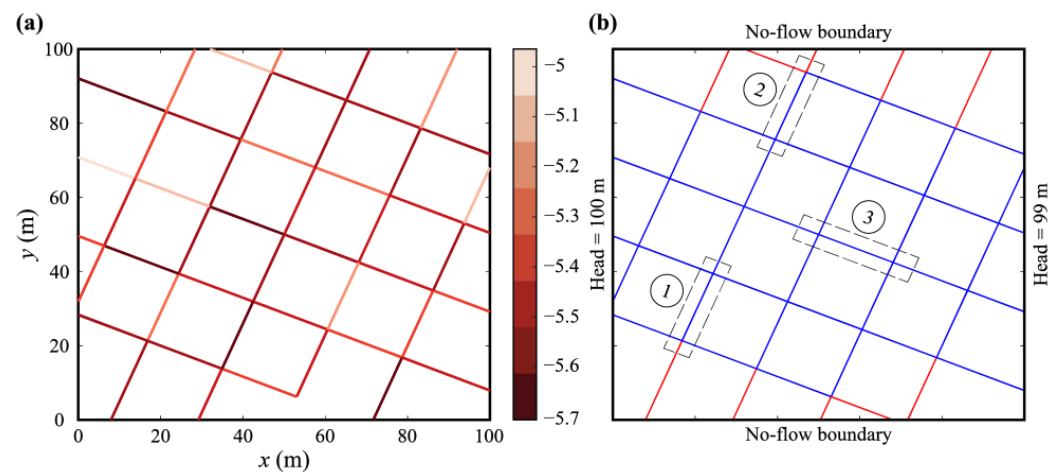 (a)
100
80
60
40
20
0
y (m)
0
20
40
60
80
100
x (m)
−5
−5.1
−5.2
−5.3
−5.4
−5.5
−5.6
−5.7
(b)
No-flow boundary
Head = 100 m
2
3
1
Head = 99 m
No-flow boundary